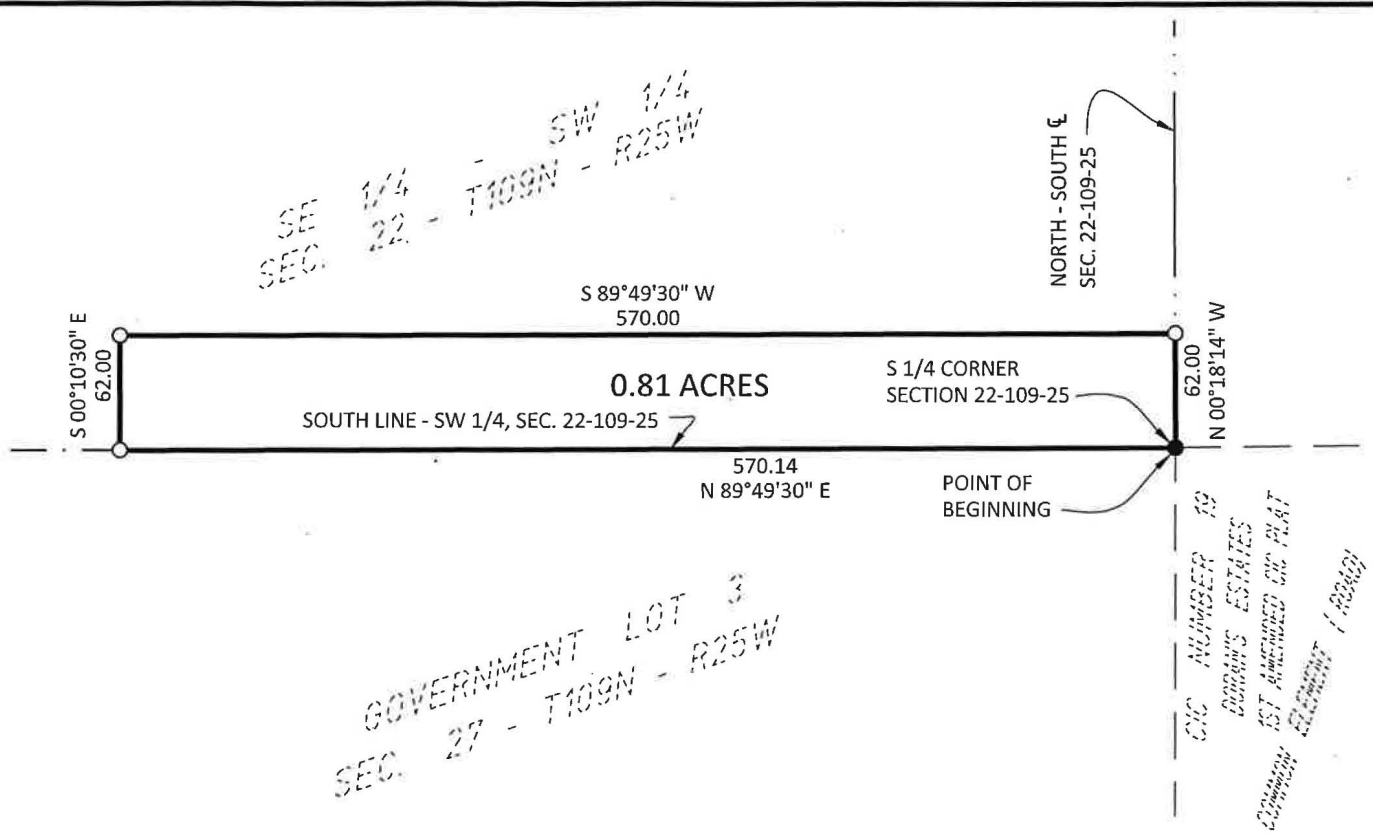 SE 1/4 - SW 1/4
SEC. 22 - T109N - R25W
NORTH - SOUTH ℄
SEC. 22-109-25
S 89°49'30" W
570.00
S 00°10'30" E
62.00
0.81 ACRES
S 1/4 CORNER
SECTION 22-109-25
62.00
N 00°18'14" W
SOUTH LINE - SW 1/4, SEC. 22-109-25
570.14
N 89°49'30" E
POINT OF
BEGINNING
GOVERNMENT LOT 3
SEC. 27 - T109N - R25W
CIC NUMBER 19
DORAN'S ESTATES
1ST AMENDED CIC PLAT
COMMON ELEMENT (ROAD)